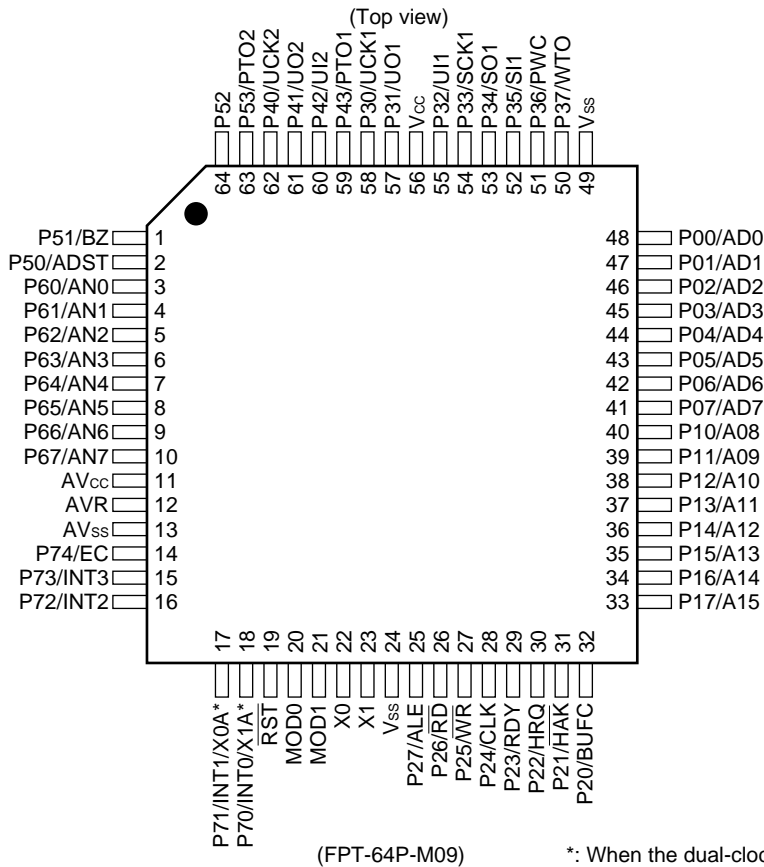 (Top view)
P52
P53/PTO2
P40/UCK2
P41/UO2
P42/UI2
P43/PTO1
P30/UCK1
P31/UO1
Vcc
P32/UI1
P33/SCK1
P34/SO1
P35/SI1
P36/PWC
P37/WTO
Vss
64
63
62
61
60
59
58
57
56
55
54
53
52
51
50
49
P51/BZ 1
P50/ADST 2
P60/AN0 3
P61/AN1 4
P62/AN2 5
P63/AN3 6
P64/AN4 7
P65/AN5 8
P66/AN6 9
P67/AN7 10
AVcc 11
AVR 12
AVss 13
P74/EC 14
P73/INT3 15
P72/INT2 16
48 P00/AD0
47 P01/AD1
46 P02/AD2
45 P03/AD3
44 P04/AD4
43 P05/AD5
42 P06/AD6
41 P07/AD7
40 P10/A08
39 P11/A09
38 P12/A10
37 P13/A11
36 P14/A12
35 P15/A13
34 P16/A14
33 P17/A15
17
18
19
20
21
22
23
24
25
26
27
28
29
30
31
32
P71/INT1/X0A*
P70/INT0/X1A*
RST
MOD0
MOD1
X0
X1
Vss
P27/ALE
P26/RD
P25/WR
P24/CLK
P23/RDY
P22/HRQ
P21/HAK
P20/BUFC
(FPT-64P-M09)
*: When the dual-cloc